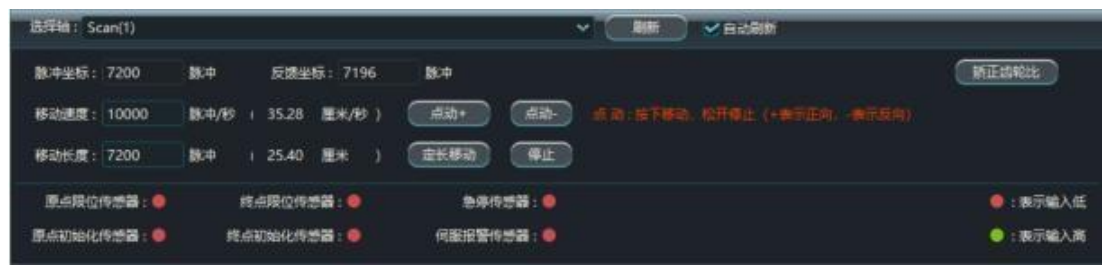 选择轴: Scan(1) 刷新 自动刷新
脉冲坐标: 7200 脉冲 反馈坐标: 7196 脉冲 矫正齿轮比
移动速度: 10000 脉冲/秒 ( 35.28 厘米/秒 ) 点动+ 点动- 点 动: 按下移动, 松开停止 (+表示正向, -表示反向)
移动长度: 7200 脉冲 ( 25.40 厘米 ) 定长移动 停止
原点限位传感器: 终点限位传感器: 急停传感器: : 表示输入低
原点初始化传感器: 终点初始化传感器: 伺服报警传感器: : 表示输入高